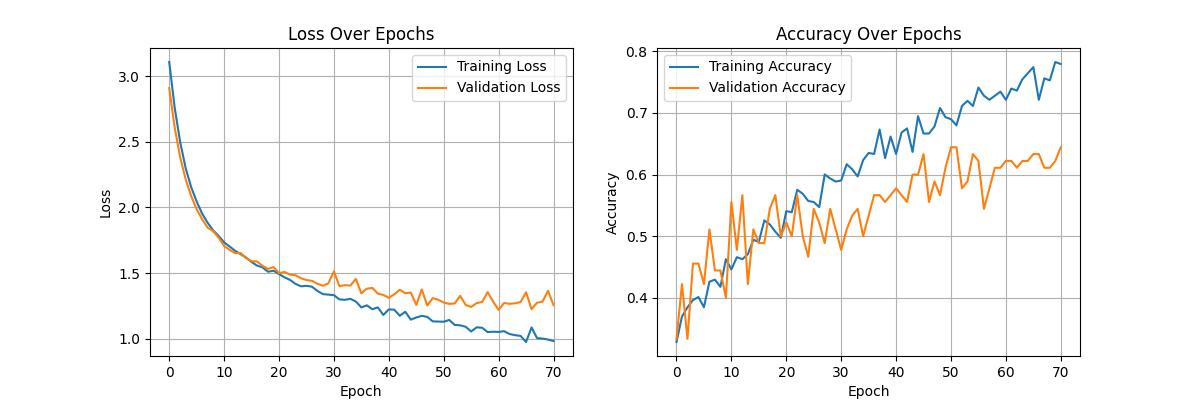 Loss Over Epochs
Training Loss
Validation Loss
3.0
2.5
2.0
1.5
1.0
Loss
0 10 20 30 40 50 60 70
Epoch
Accuracy Over Epochs
Training Accuracy
Validation Accuracy
0.8
0.7
0.6
0.5
0.4
Accuracy
0 10 20 30 40 50 60 70
Epoch